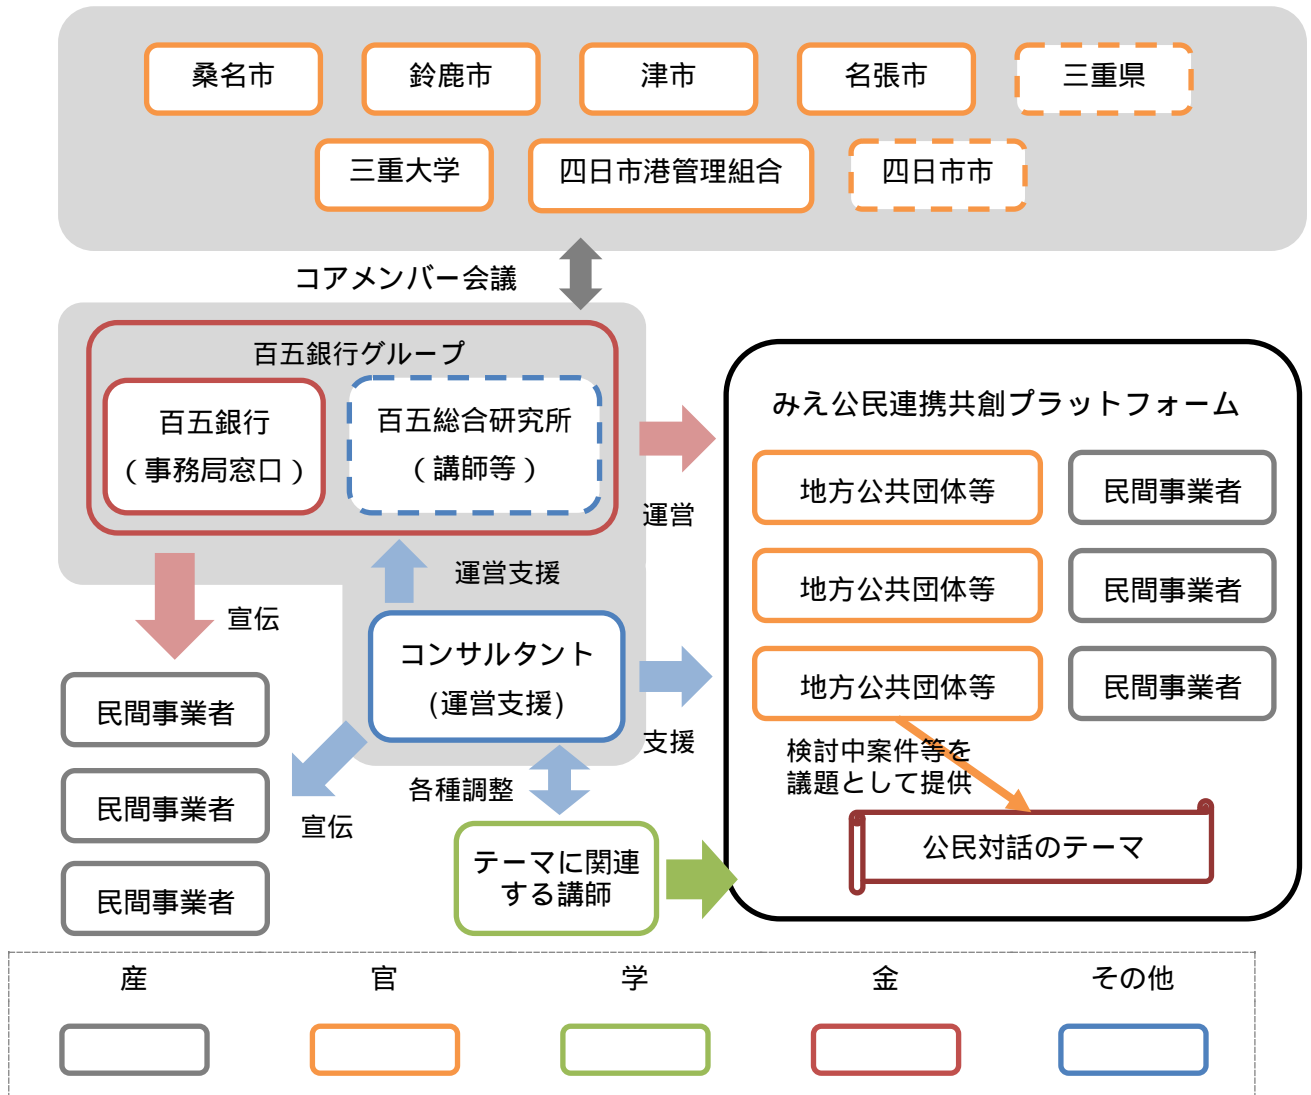 桑名市
鈴鹿市
津市
名張市
三重県
三重大学
四日市港管理組合
四日市市
コアメンバー会議
百五銀行グループ
百五銀行
（事務局窓口）
百五総合研究所
（講師等）
運営
運営支援
宣伝
コンサルタント
(運営支援)
支援
各種調整
宣伝
民間事業者
民間事業者
民間事業者
テーマに関連
する講師
みえ公民連携共創プラットフォーム
地方公共団体等
民間事業者
地方公共団体等
民間事業者
地方公共団体等
民間事業者
検討中案件等を
議題として提供
公民対話のテーマ
産
官
学
金
その他